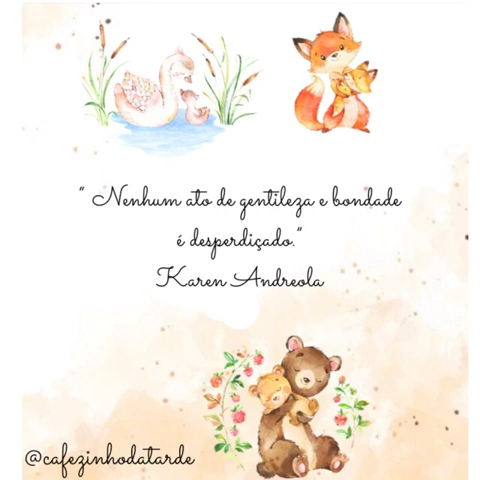 " Nenhum ato de gentileza e bondade
é desperdiçado."
Karen Andreola
@cafezinhodatarde